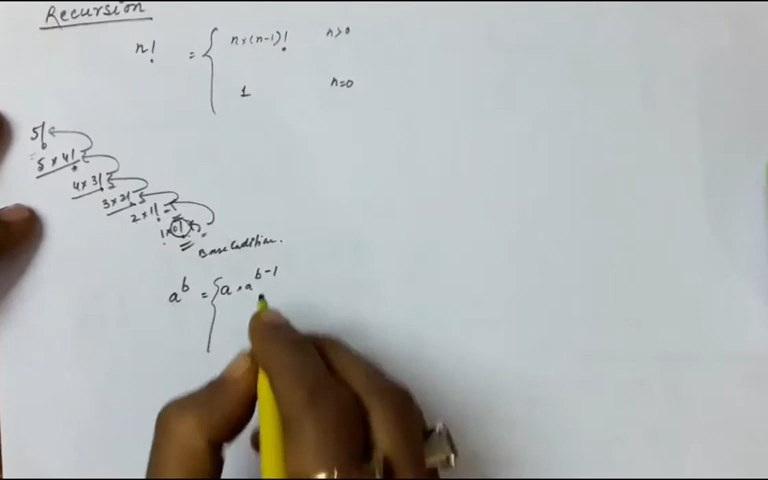 Recursion
n! = { n×(n-1)! n>0
1 n=0
5!
= 5 × 4!
4 × 3!
3 × 2!
2 × 1! =
1 × 0!
Base Condition.
a^b = { a * a^{b-1}